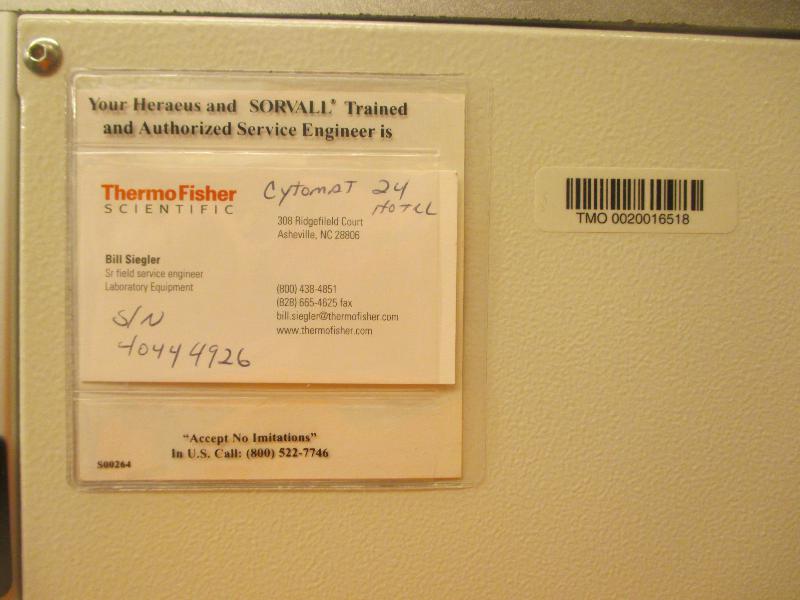 Your Heraeus and SORVALL® Trained
and Authorized Service Engineer is
ThermoFisher
SCIENTIFIC
Cytomat 24
HOTEL
308 Ridgefileld Court
Asheville, NC 28806
Bill Siegler
Sr field service engineer
Laboratory Equipment
(800) 438-4851
(828) 665-4625 fax
bill.siegler@thermofisher.com
www.thermofisher.com
S/N
40444926
"Accept No Imitations"
In U.S. Call: (800) 522-7746
S00264
TMO 0020016518